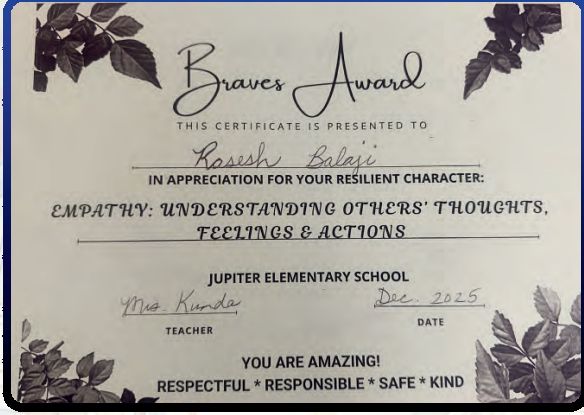 Braves Award
THIS CERTIFICATE IS PRESENTED TO
Rasesh Balaji
IN APPRECIATION FOR YOUR RESILIENT CHARACTER:
EMPATHY: UNDERSTANDING OTHERS' THOUGHTS,
FEELINGS & ACTIONS
JUPITER ELEMENTARY SCHOOL
Mrs. Kunda Dec. 2025
TEACHER DATE
YOU ARE AMAZING!
RESPECTFUL * RESPONSIBLE * SAFE * KIND